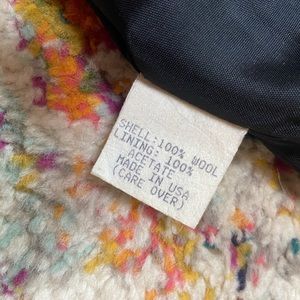 SHELL:100% WOOL
LINING: 100%
ACETATE
MADE IN USA
(CARE OVER)